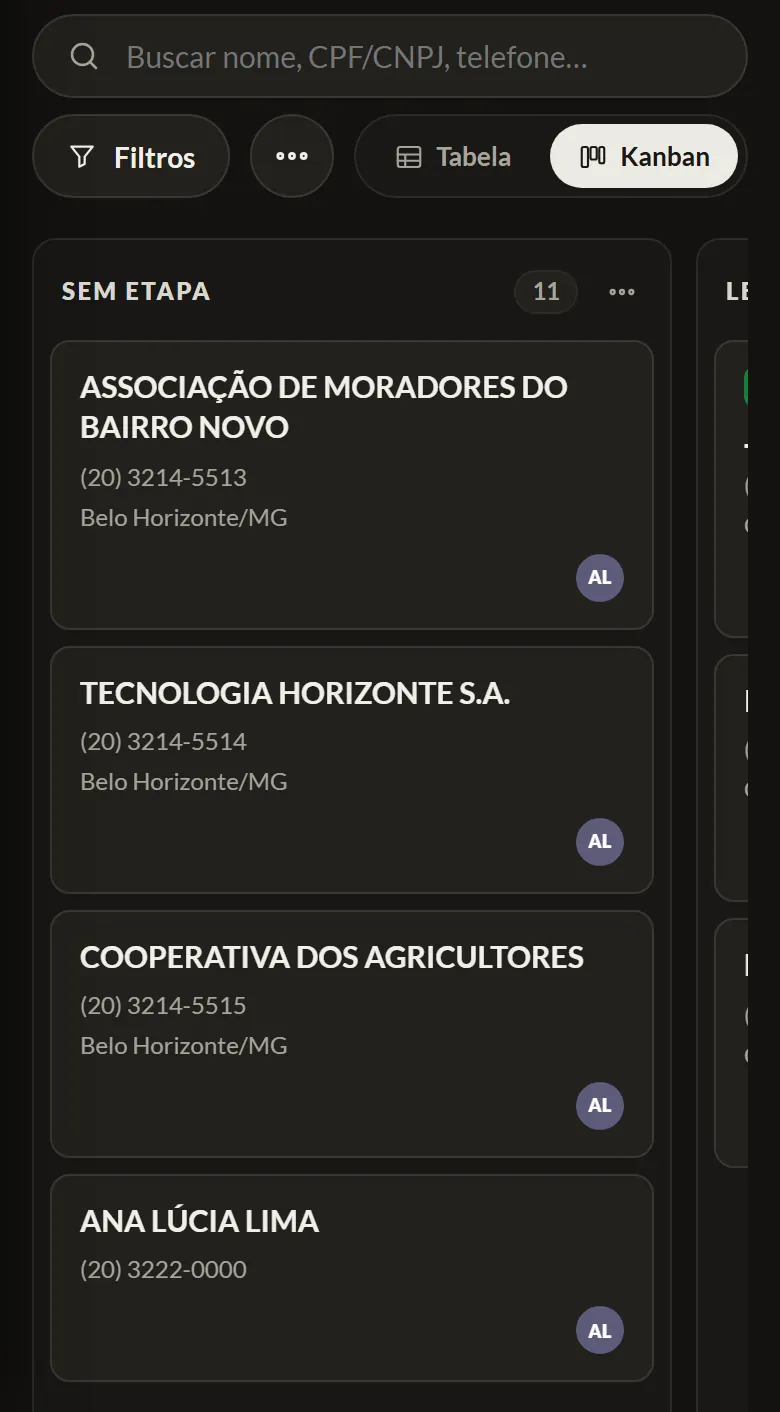 Buscar nome, CPF/CNPJ, telefone...
Filtros
Tabela
Kanban
SEM ETAPA
11
LE
ASSOCIAÇÃO DE MORADORES DO
BAIRRO NOVO
(20) 3214-5513
Belo Horizonte/MG
AL
TECNOLOGIA HORIZONTE S.A.
(20) 3214-5514
Belo Horizonte/MG
AL
COOPERATIVA DOS AGRICULTORES
(20) 3214-5515
Belo Horizonte/MG
AL
ANA LÚCIA LIMA
(20) 3222-0000
AL